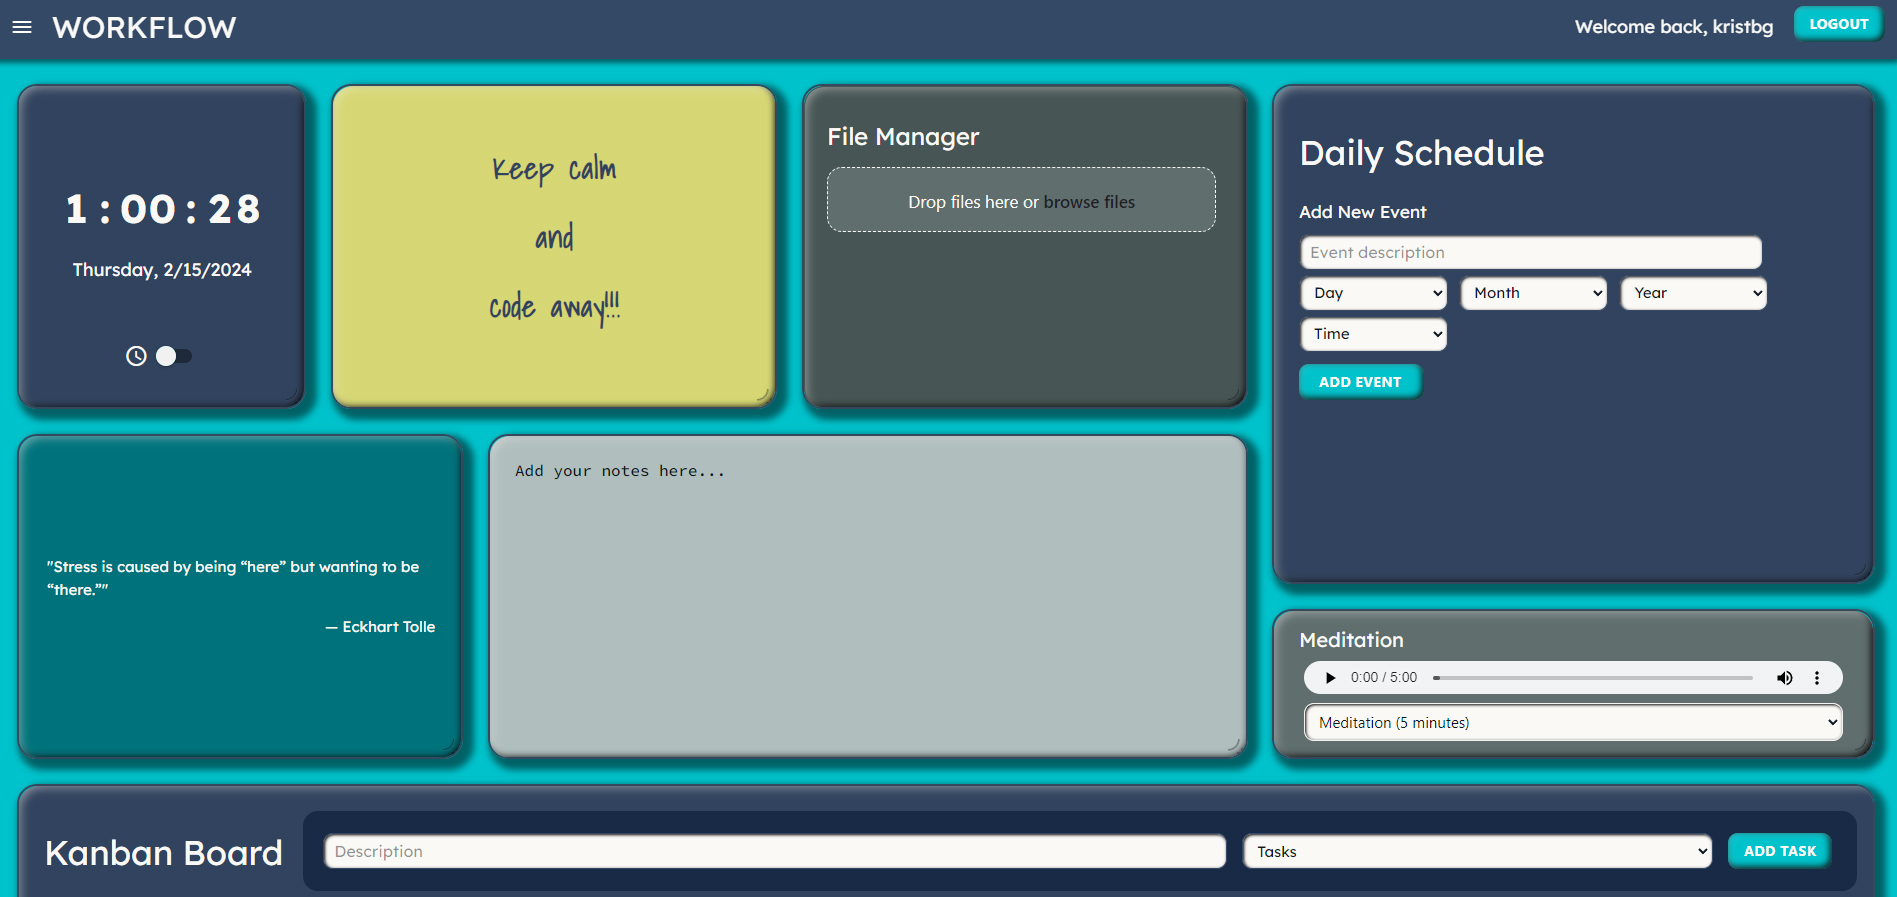 WORKFLOW
Welcome back, kristbg
LOGOUT
1:00:28
Thursday, 2/15/2024
Keep calm
and
code away!!!
File Manager
Drop files here or browse files
Daily Schedule
Add New Event
Event description
Day
Month
Year
Time
ADD EVENT
"Stress is caused by being “here” but wanting to be
“there.”"
— Eckhart Tolle
Add your notes here...
Meditation
0:00 / 5:00
Meditation (5 minutes)
Kanban Board
Description
Tasks
ADD TASK